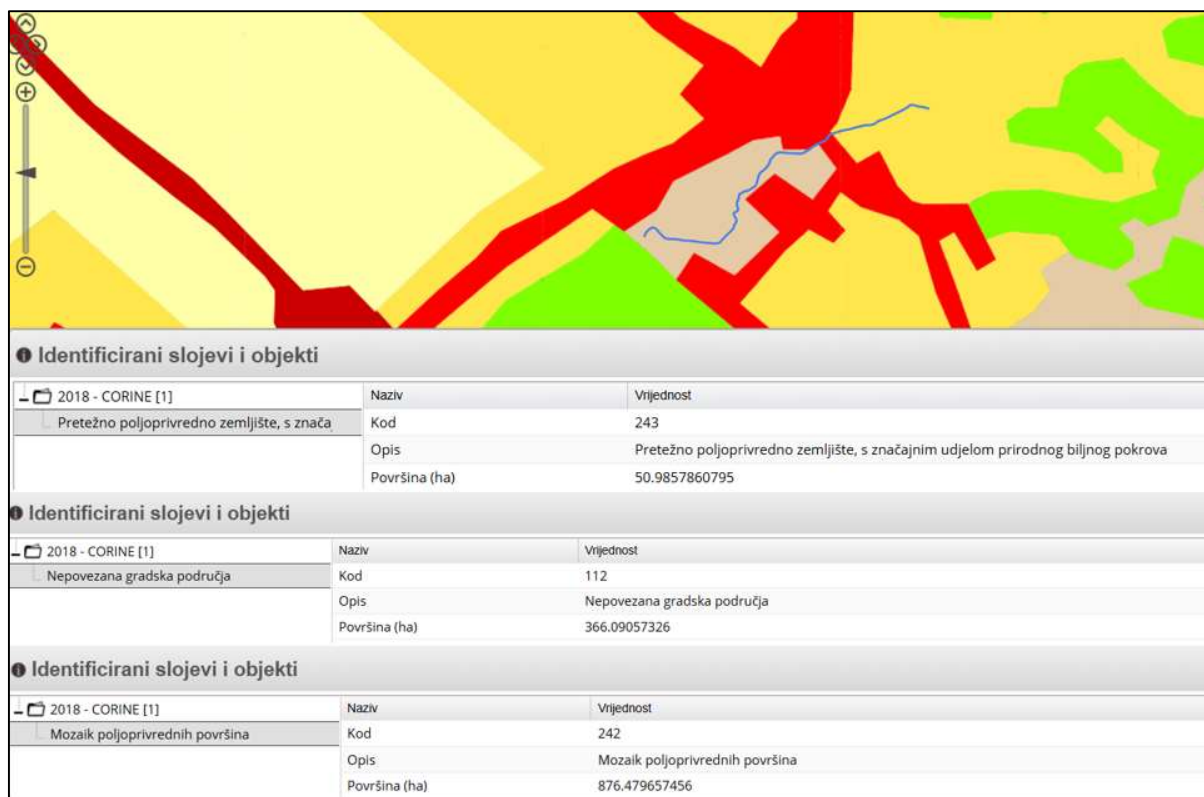 Identificirani slojevi i objekti
2018 - CORINE [1] Naziv Vrijednost
Pretežno poljoprivredno zemljište, s znača Kod 243
Opis Pretežno poljoprivredno zemljište, s značajnim udjelom prirodnog biljnog pokrova
Površina (ha) 50.9857860795
Identificirani slojevi i objekti
2018 - CORINE [1] Naziv Vrijednost
Nepovezana gradska područja Kod 112
Opis Nepovezana gradska područja
Površina (ha) 366.09057326
Identificirani slojevi i objekti
2018 - CORINE [1] Naziv Vrijednost
Mozaik poljoprivrednih površina Kod 242
Opis Mozaik poljoprivrednih površina
Površina (ha) 876.479657456